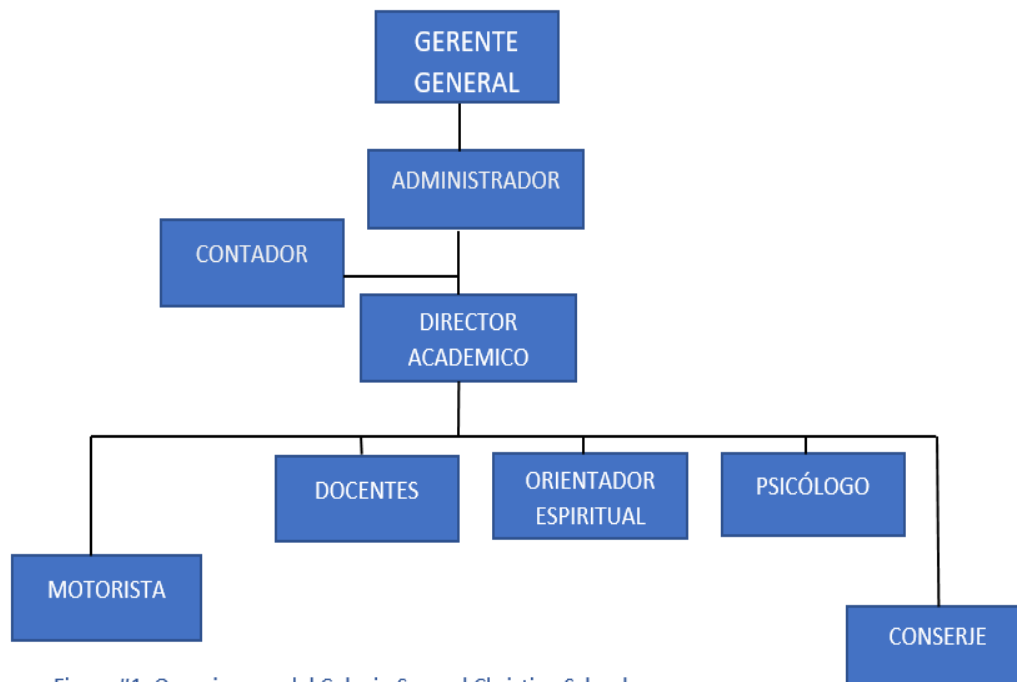 GERENTE
GENERAL
ADMINISTRADOR
CONTADOR
DIRECTOR
ACADEMICO
DOCENTES
ORIENTADOR
ESPIRITUAL
PSICÓLOGO
MOTORISTA
CONSERJE